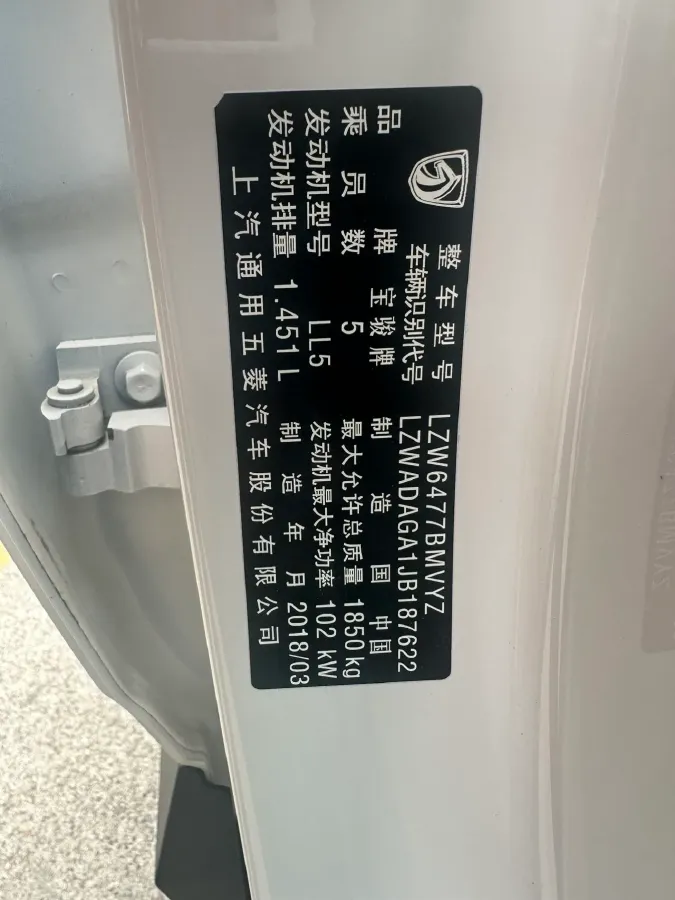 整车型号 LZW6477BMVYZ
车辆识别代号 LZWADAGA1JB187622
品牌 宝骏牌 制造国 中国
乘员数 5 最大允许总质量 1850kg
发动机型号 LL5 发动机最大净功率 102 kW
发动机排量 1.451L 制造年月 2018/03
上汽通用五菱汽车股份有限公司